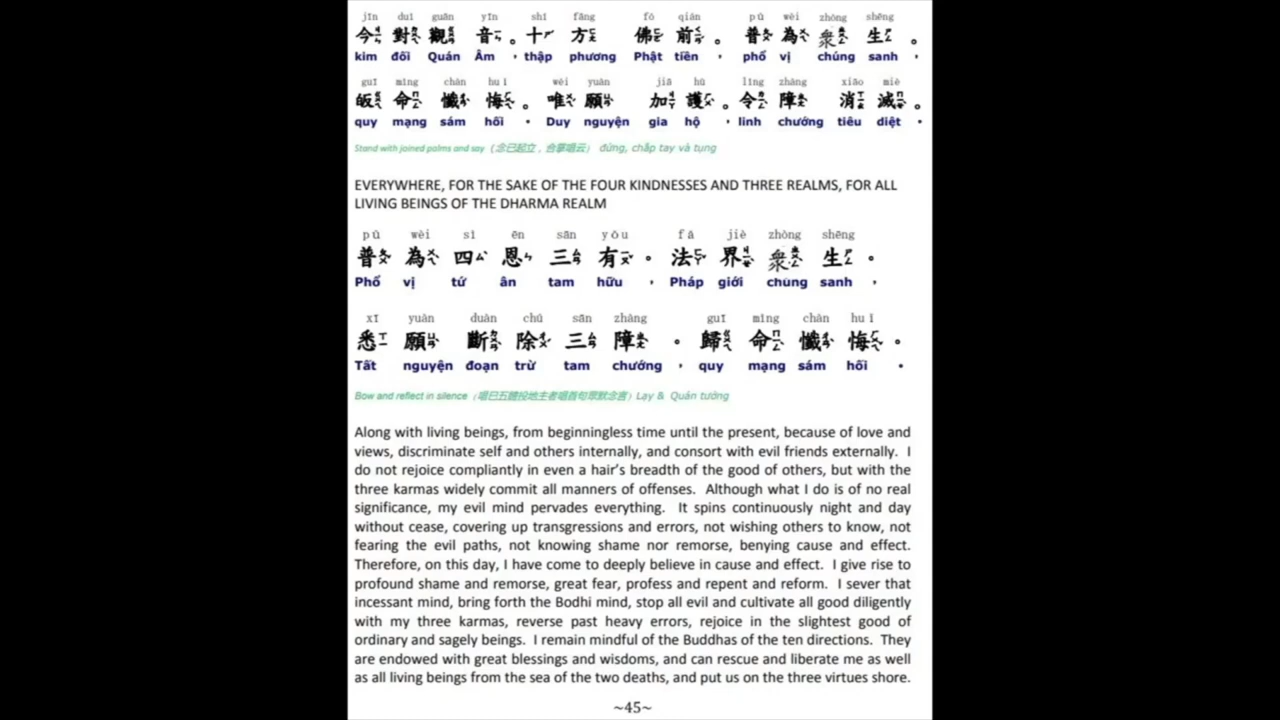 jīn duì guān yīn shí fāng fó qián pǔ wèi zhòng shēng
今對觀音。十方佛前。普為眾生。
kim đối Quán Âm , thập phương Phật tiền , phổ vị chúng sanh ,
guī mìng chàn huǐ wéi yuàn jiā hù lìng zhàng xiāo miè
皈命懺悔。唯願加護。令障消滅。
quy mạng sám hối . Duy nguyện gia hộ , linh chướng tiêu diệt .
Stand with joined palms and say (念已起立，合掌唱云) đứng, chắp tay và tụng
EVERYWHERE, FOR THE SAKE OF THE FOUR KINDNESSES AND THREE REALMS, FOR ALL
LIVING BEINGS OF THE DHARMA REALM
pǔ wèi sì ēn sān yǒu fǎ jiè zhòng shēng
普為四恩三有。法界眾生。
Phổ vị tứ ân tam hữu , Pháp giới chúng sanh ,
xī yuàn duàn chú sān zhàng guī mìng chàn huǐ
悉願斷除三障。歸命懺悔。
Tất nguyện đoạn trừ tam chướng , quy mạng sám hối .
Bow and reflect in silence (唱已五體投地主者唱首句眾默念言) Lạy & Quán tưởng
Along with living beings, from beginningless time until the present, because of love and
views, discriminate self and others internally, and consort with evil friends externally. I
do not rejoice compliantly in even a hair's breadth of the good of others, but with the
three karmas widely commit all manners of offenses. Although what I do is of no real
significance, my evil mind pervades everything. It spins continuously night and day
without cease, covering up transgressions and errors, not wishing others to know, not
fearing the evil paths, not knowing shame nor remorse, benying cause and effect.
Therefore, on this day, I have come to deeply believe in cause and effect. I give rise to
profound shame and remorse, great fear, profess and repent and reform. I sever that
incessant mind, bring forth the Bodhi mind, stop all evil and cultivate all good diligently
with my three karmas, reverse past heavy errors, rejoice in the slightest good of
ordinary and sagely beings. I remain mindful of the Buddhas of the ten directions. They
are endowed with great blessings and wisdoms, and can rescue and liberate me as well
as all living beings from the sea of the two deaths, and put us on the three virtues shore.
~45~